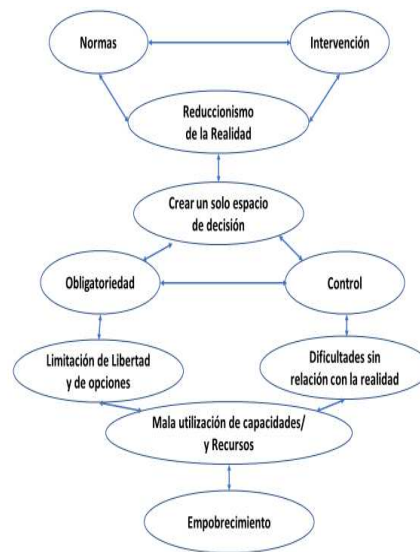 Normas
Intervención
Reduccionismo
de la Realidad
Crear un solo espacio
de decisión
Obligatoriedad
Control
Limitación de Libertad
y de opciones
Dificultades sin
relación con la realidad
Mala utilización de capacidades/
y Recursos
Empobrecimiento